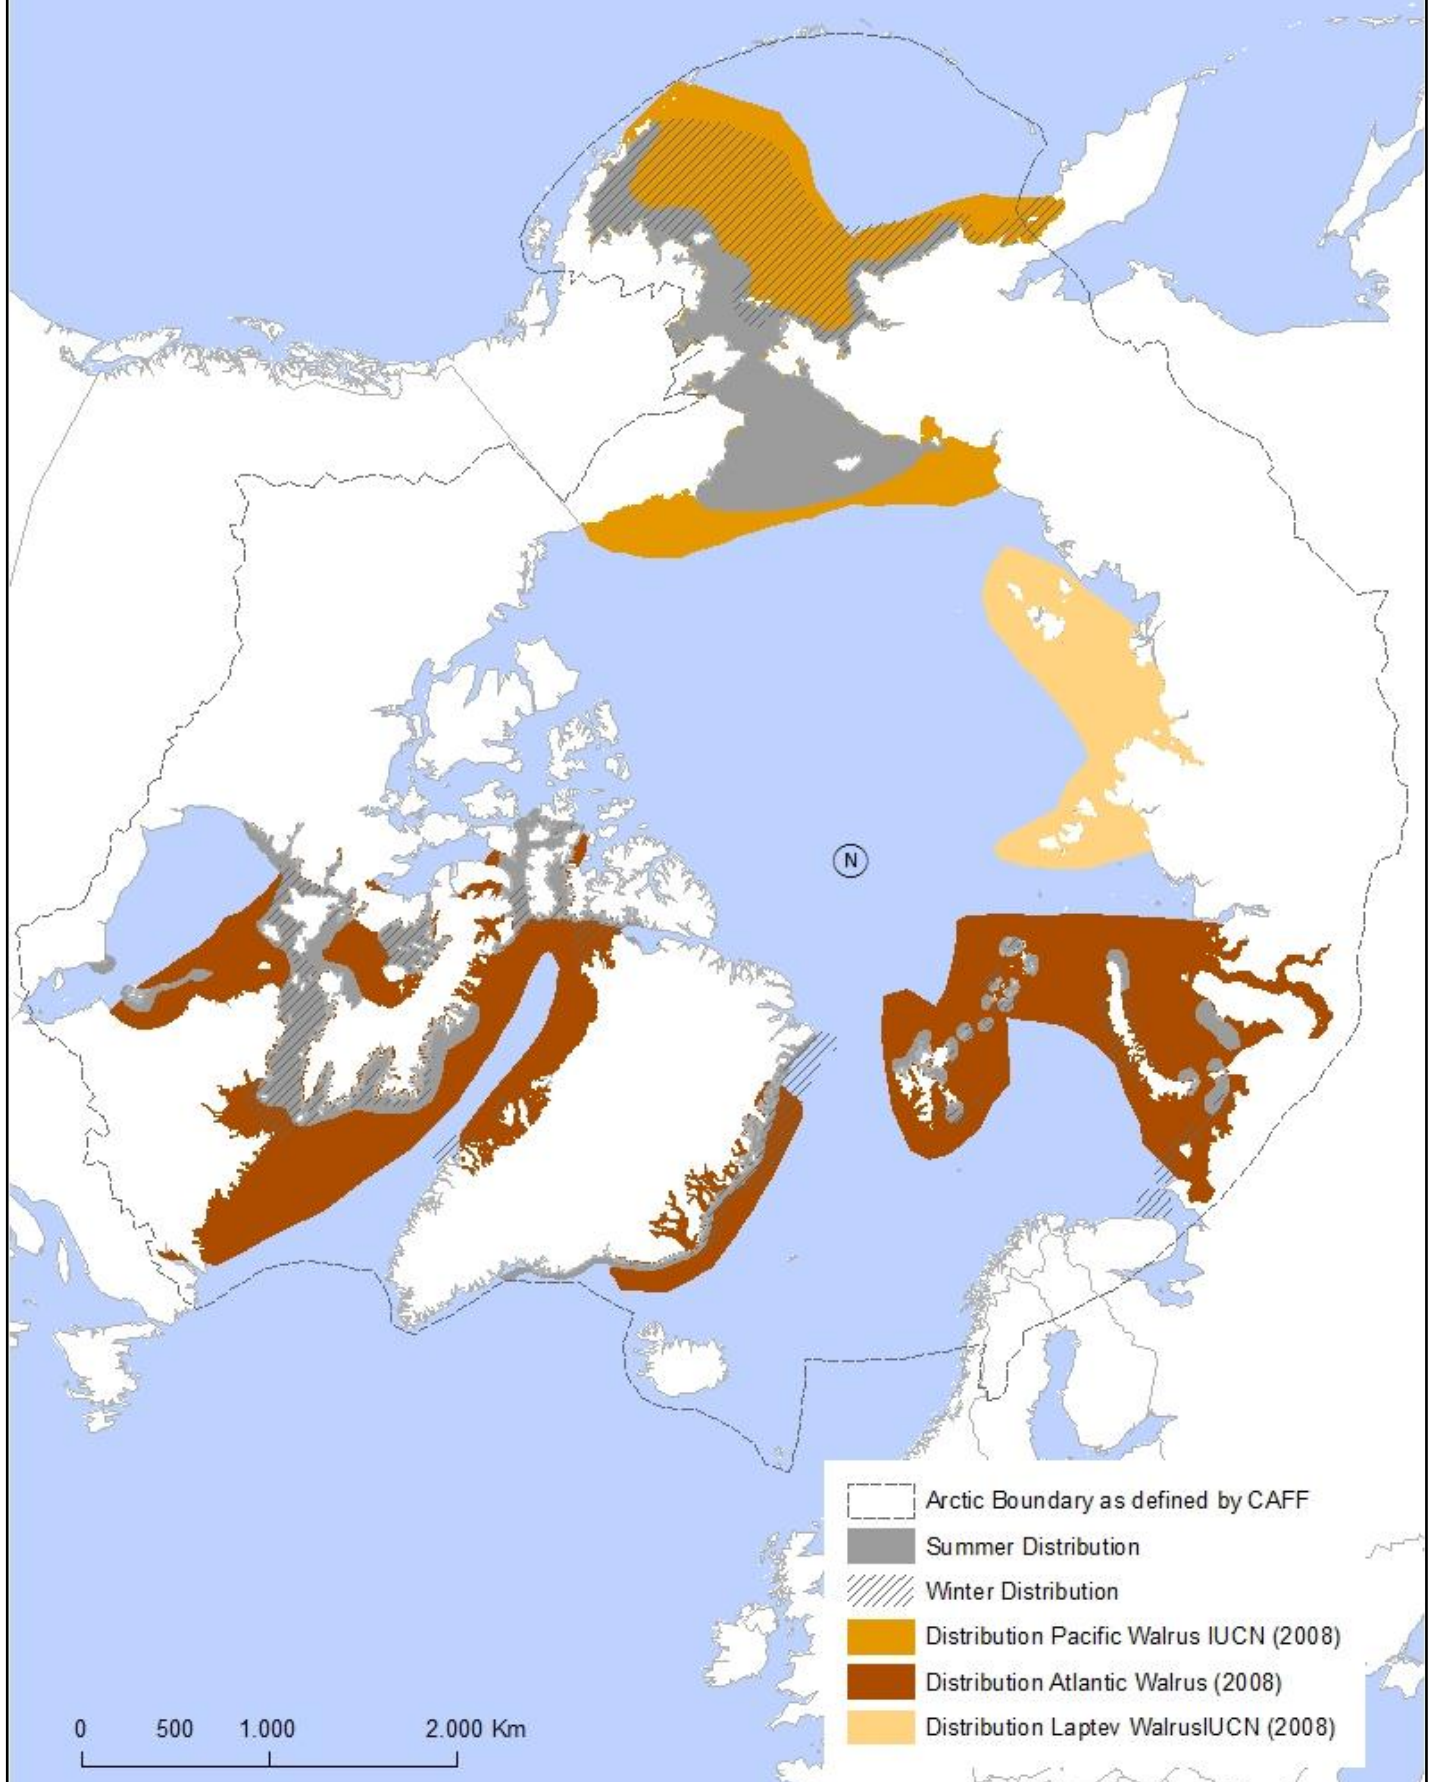 N
Arctic Boundary as defined by CAFF
Summer Distribution
Winter Distribution
Distribution Pacific Walrus IUCN (2008)
Distribution Atlantic Walrus (2008)
Distribution Laptev WalrusIUCN (2008)
0 500 1.000 2.000 Km